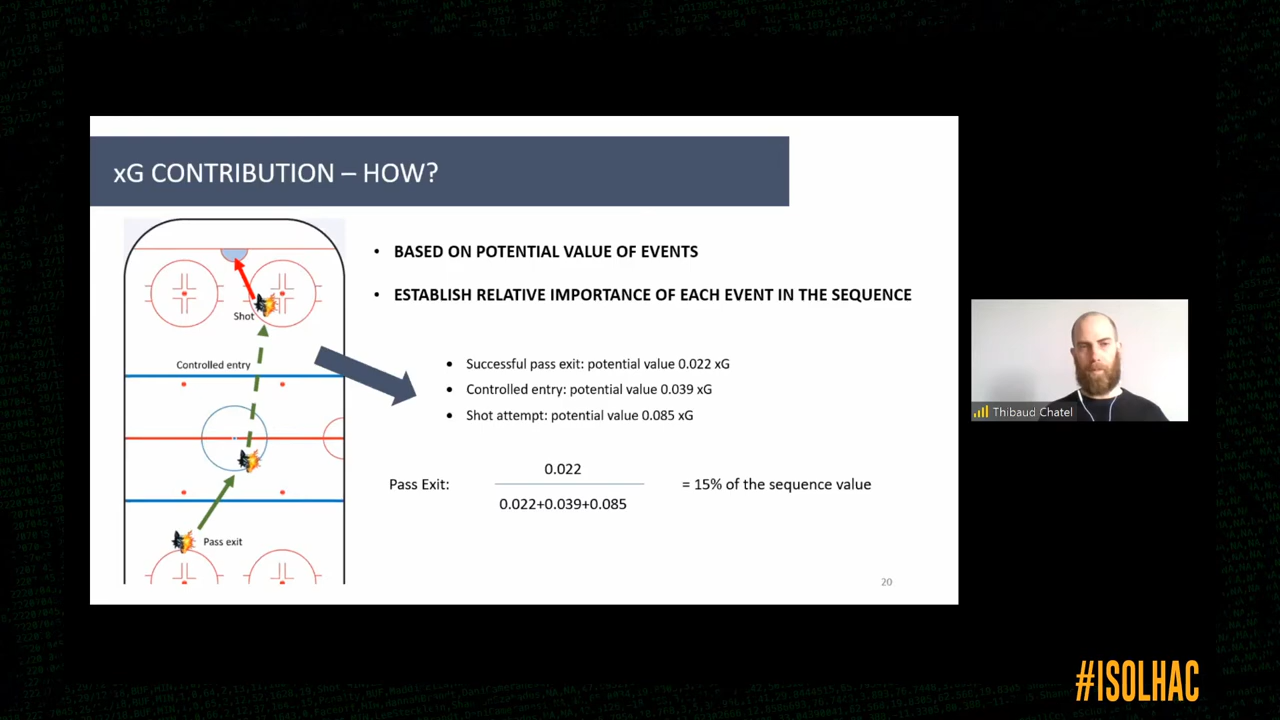 xG CONTRIBUTION – HOW?
• BASED ON POTENTIAL VALUE OF EVENTS
• ESTABLISH RELATIVE IMPORTANCE OF EACH EVENT IN THE SEQUENCE
Shot
Controlled entry
Pass exit
• Successful pass exit: potential value 0.022 xG
• Controlled entry: potential value 0.039 xG
• Shot attempt: potential value 0.085 xG
Pass Exit:
0.022
0.022+0.039+0.085
= 15% of the sequence value
20
Thibaud Chatel
#ISOLHAC